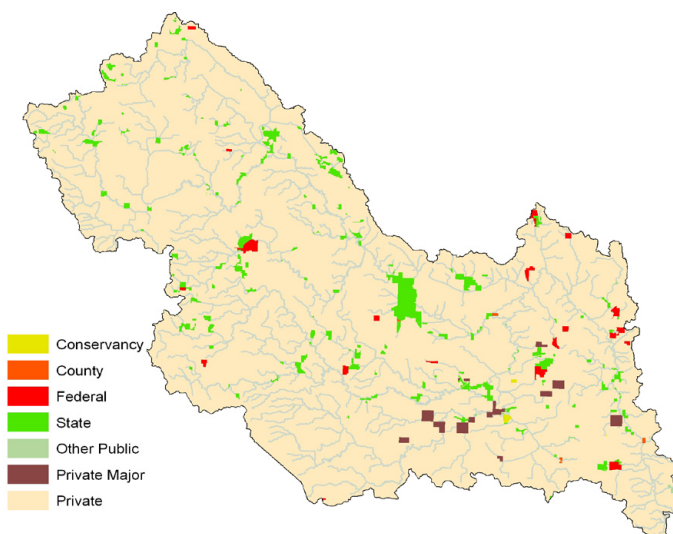 Conservancy
County
Federal
State
Other Public
Private Major
Private